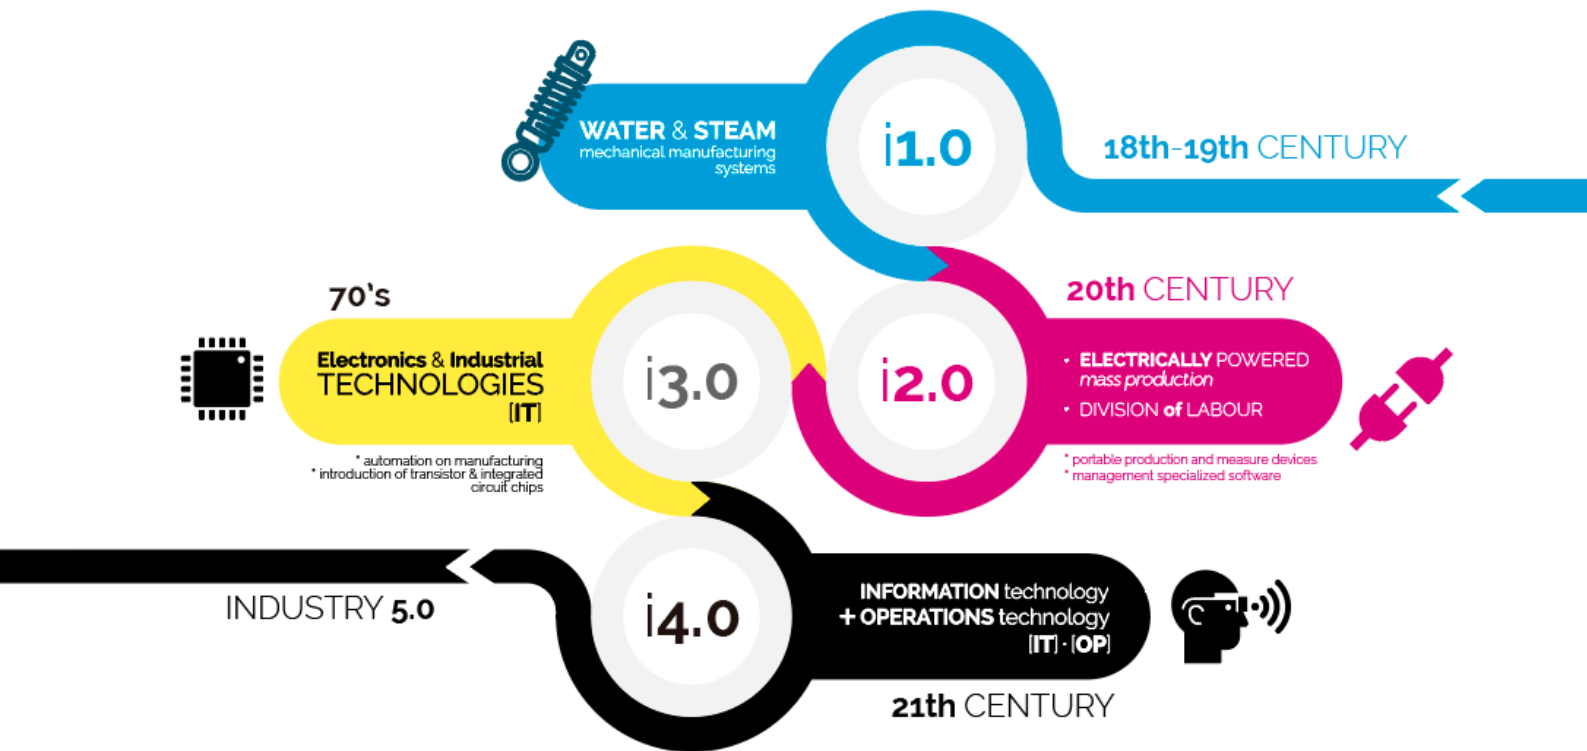 WATER & STEAM
mechanical manufacturing
systems
i1.0
18th-19th CENTURY
70's
Electronics & Industrial
TECHNOLOGIES
[IT]
* automation on manufacturing
* introduction of transistor & integrated
circuit chips
i3.0
i2.0
20th CENTURY
• ELECTRICALLY POWERED
mass production
• DIVISION of LABOUR
* portable production and measure devices
* management specialized software
INDUSTRY 5.0
i4.0
INFORMATION technology
+ OPERATIONS technology
[IT] · [OP]
21th CENTURY